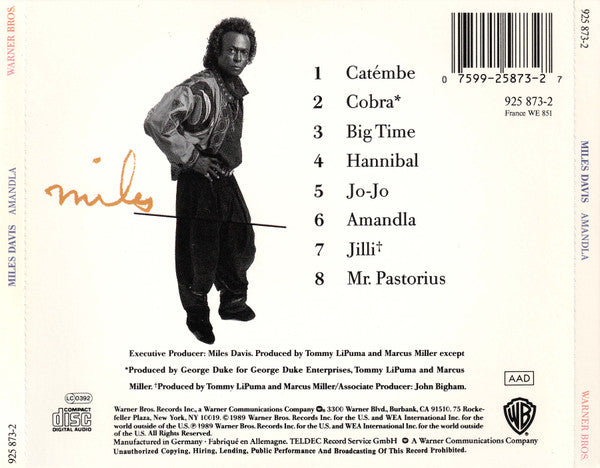 WARNER BROS.
MILES DAVIS AMANDLA
925 873-2
925 873-2
MILES DAVIS AMANDLA
WARNER BROS.
0 7599-25873-2 7
925 873-2
France WE 851
1 Catémbe
2 Cobra*
3 Big Time
4 Hannibal
5 Jo-Jo
6 Amandla
7 Jilli†
8 Mr. Pastorius
miles
Executive Producer: Miles Davis. Produced by Tommy LiPuma and Marcus Miller except
*Produced by George Duke for George Duke Enterprises, Tommy LiPuma and Marcus
Miller. †Produced by Tommy LiPuma and Marcus Miller/Associate Producer: John Bigham.
AAD
LC 0392
COMPACT
disc
DIGITAL AUDIO
Warner Bros. Records Inc., a Warner Communications Company 3300 Warner Blvd., Burbank, CA 91510. 75 Rocke-
feller Plaza, New York, NY 10019. © 1989 Warner Bros. Records Inc. for the U.S. and WEA International Inc. for the
world outside of the U.S. ℗ 1989 Warner Bros. Records Inc. for the U.S. and WEA International Inc. for the world
outside of the U.S. All Rights Reserved.
Manufactured in Germany · Fabriqué en Allemagne. TELDEC Record Service GmbH A Warner Communications Company
Unauthorized Copying, Hiring, Lending, Public Performance And Broadcasting Of This Record Prohibited.
WB